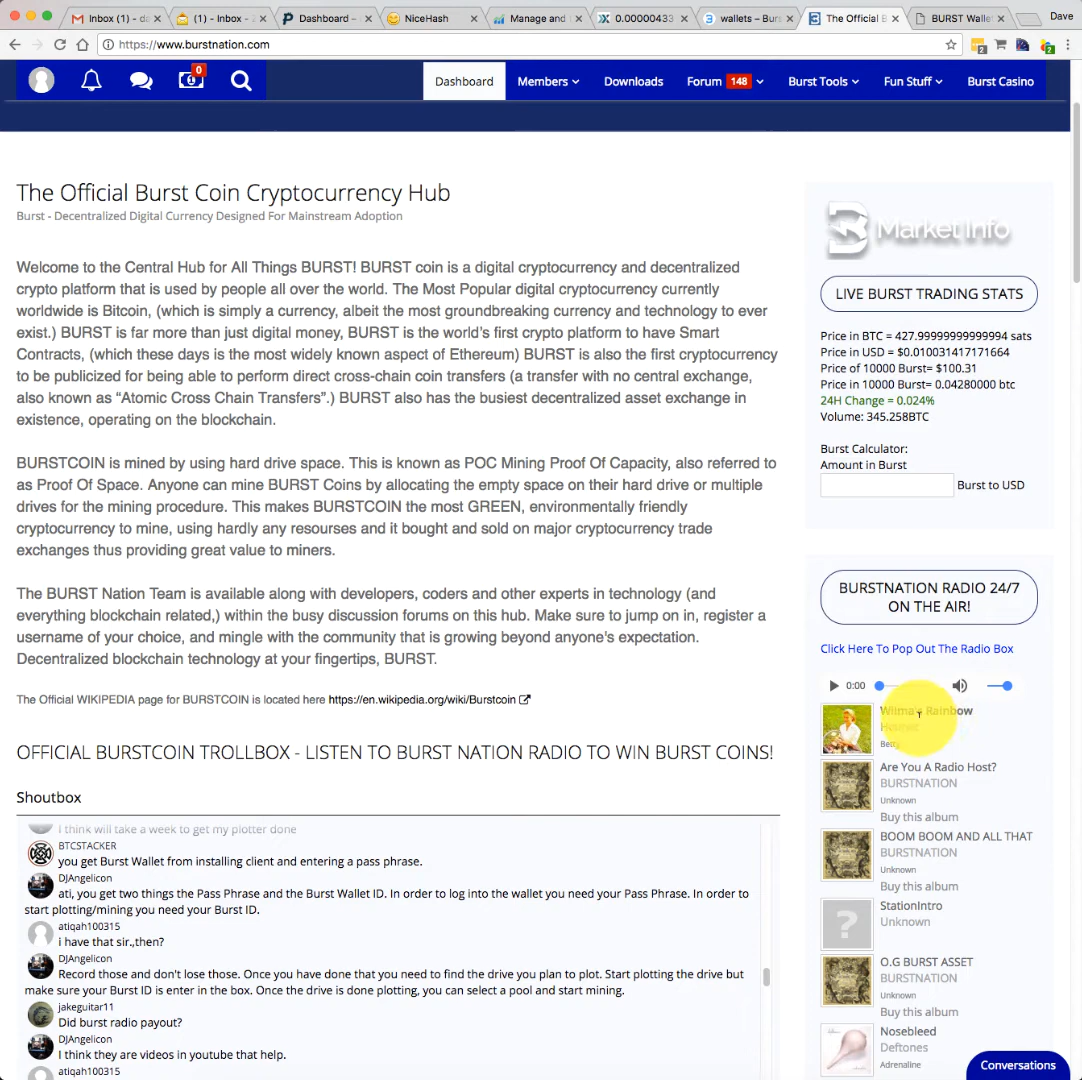 Inbox (1) - da
(1) - Inbox -
Dashboard -
NiceHash
Manage and
0.00000433
wallets – Burs
The Official B
BURST Walle
Dave
https://www.burstnation.com
2
2
0
Dashboard
Members
Downloads
Forum 148
Burst Tools
Fun Stuff
Burst Casino
The Official Burst Coin Cryptocurrency Hub
Burst - Decentralized Digital Currency Designed For Mainstream Adoption
Welcome to the Central Hub for All Things BURST! BURST coin is a digital cryptocurrency and decentralized
crypto platform that is used by people all over the world. The Most Popular digital cryptocurrency currently
worldwide is Bitcoin, (which is simply a currency, albeit the most groundbreaking currency and technology to ever
exist.) BURST is far more than just digital money, BURST is the world's first crypto platform to have Smart
Contracts, (which these days is the most widely known aspect of Ethereum) BURST is also the first cryptocurrency
to be publicized for being able to perform direct cross-chain coin transfers (a transfer with no central exchange,
also known as “Atomic Cross Chain Transfers”.) BURST also has the busiest decentralized asset exchange in
existence, operating on the blockchain.
BURSTCOIN is mined by using hard drive space. This is known as POC Mining Proof Of Capacity, also referred to
as Proof Of Space. Anyone can mine BURST Coins by allocating the empty space on their hard drive or multiple
drives for the mining procedure. This makes BURSTCOIN the most GREEN, environmentally friendly
cryptocurrency to mine, using hardly any resourses and it bought and sold on major cryptocurrency trade
exchanges thus providing great value to miners.
The BURST Nation Team is available along with developers, coders and other experts in technology (and
everything blockchain related,) within the busy discussion forums on this hub. Make sure to jump on in, register a
username of your choice, and mingle with the community that is growing beyond anyone's expectation.
Decentralized blockchain technology at your fingertips, BURST.
The Official WIKIPEDIA page for BURSTCOIN is located here https://en.wikipedia.org/wiki/Burstcoin
OFFICIAL BURSTCOIN TROLLBOX - LISTEN TO BURST NATION RADIO TO WIN BURST COINS!
Shoutbox
I think will take a week to get my plotter done
BTCSTACKER
you get Burst Wallet from installing client and entering a pass phrase.
DJAngelicon
ati, you get two things the Pass Phrase and the Burst Wallet ID. In order to log into the wallet you need your Pass Phrase. In order to
start plotting/mining you need your Burst ID.
atiqah100315
i have that sir.,then?
DJAngelicon
Record those and don't lose those. Once you have done that you need to find the drive you plan to plot. Start plotting the drive but
make sure your Burst ID is enter in the box. Once the drive is done plotting, you can select a pool and start mining.
jakeguitar11
Did burst radio payout?
DJAngelicon
I think they are videos in youtube that help.
atiqah100315
B Market Info
LIVE BURST TRADING STATS
Price in BTC = 427.99999999999994 sats
Price in USD = $0.010031417171664
Price of 10000 Burst= $100.31
Price in 10000 Burst= 0.04280000 btc
24H Change = 0.024%
Volume: 345.258BTC
Burst Calculator:
Amount in Burst
Burst to USD
BURSTNATION RADIO 24/7
ON THE AIR!
Click Here To Pop Out The Radio Box
0:00
Wilma's Rainbow
Helmet
Betty
Are You A Radio Host?
BURSTNATION
Unknown
Buy this album
BOOM BOOM AND ALL THAT
BURSTNATION
Unknown
Buy this album
?
StationIntro
Unknown
O.G BURST ASSET
BURSTNATION
Unknown
Buy this album
Nosebleed
Deftones
Adrenaline
Conversations